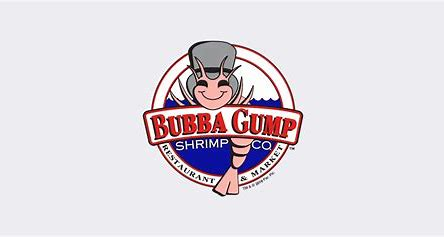 BUBBA GUMP
SHRIMP CO.
RESTAURANT & MARKET